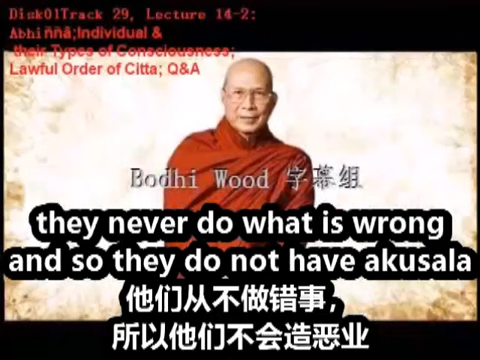 Disk01Track 29, Lecture 14-2:
Abhiññā;Individual &
their Types of Consciousness;
Lawful Order of Citta; Q&A
Bodhi Wood 字幕组
they never do what is wrong
and so they do not have akusala
他们从不做错事,
所以他们不会造恶业